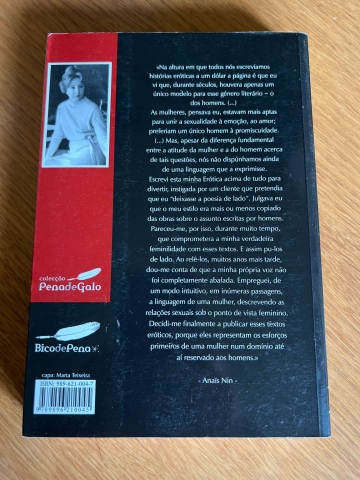 «Na altura em que todos nós escrevíamos
histórias eróticas a um dólar a página é que eu
vi que, durante séculos, houvera apenas um
único modelo para esse género literário – o
dos homens. (...)
As mulheres, pensava eu, estavam mais aptas
para unir a sexualidade à emoção, ao amor;
preferiam um único homem à promiscuidade.
(...) Mas, apesar da diferença fundamental
entre a atitude da mulher e a do homem acerca
de tais questões, nós não dispúnhamos ainda
de uma linguagem que a exprimisse.
Escrevi esta minha Erótica acima de tudo para
divertir, instigada por um cliente que pretendia
que eu "deixasse a poesia de lado". Julgava eu
que o meu estilo era mais ou menos copiado
das obras sobre o assunto escritas por homens.
Pareceu-me, por isso, durante muito tempo,
que comprometera a minha verdadeira
feminilidade com esses textos. E assim pu-los
de lado. Ao relê-los, muitos anos mais tarde,
dou-me conta de que a minha própria voz não
foi completamente abafada. Empreguei, de
um modo intuitivo, em inúmeras passagens,
a linguagem de uma mulher, descrevendo as
relações sexuais sob o ponto de vista feminino.
Decidi-me finalmente a publicar esses textos
eróticos, porque eles representam os esforços
primeiros de uma mulher num domínio até
aí reservado aos homens.»
- Anaïs Nin -
colecção
PenadeGalo
BicodePena
capa: Marta Teixeira
ISBN: 989-621-004-7
9789896210045